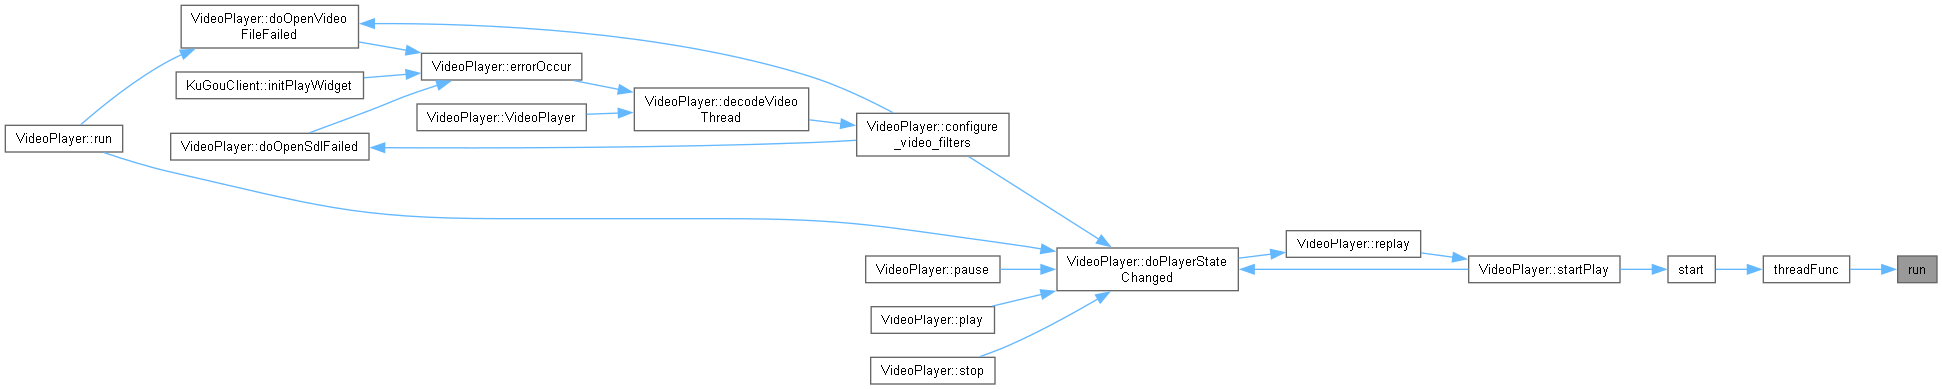 VideoPlayer::doOpenVideo
FileFailed
VideoPlayer::errorOccur
KuGouClient::initPlayWidget
VideoPlayer::decodeVideo
Thread
VideoPlayer::VideoPlayer
VideoPlayer::configure
_video_filters
VideoPlayer::run
VideoPlayer::doOpenSdlFailed
VideoPlayer::replay
VideoPlayer::doPlayerState
Changed
VideoPlayer::pause
VideoPlayer::startPlay
start
threadFunc
run
VideoPlayer::play
VideoPlayer::stop